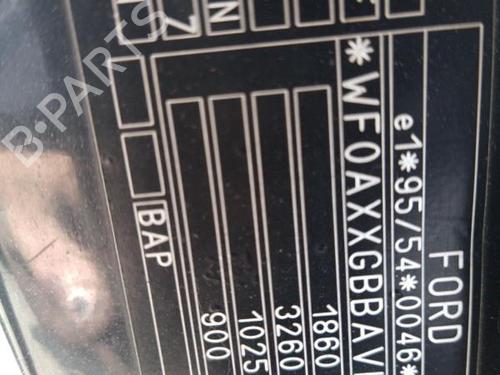 FORD
e1*95/54*0046*
*WF0AXXGBBAV
1860
3260
1025
900
BAP
Z
N
B-PARTS